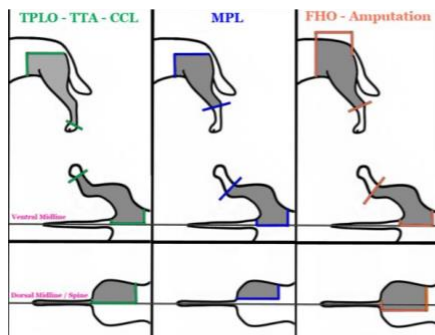 TPLO - TTA - CCL
MPL
FHO - Amputation
Ventral Midline
Dorsal Midline / Spine